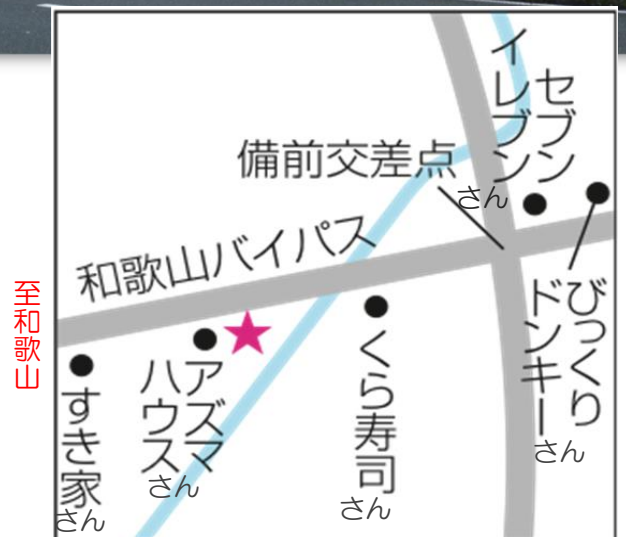 セブン
イレブン
さん
備前交差点
和歌山バイパス
至和歌山
びっくり
ドンキー
さん
くら寿司
さん
アズマ
ハウス
さん
すき家
さん